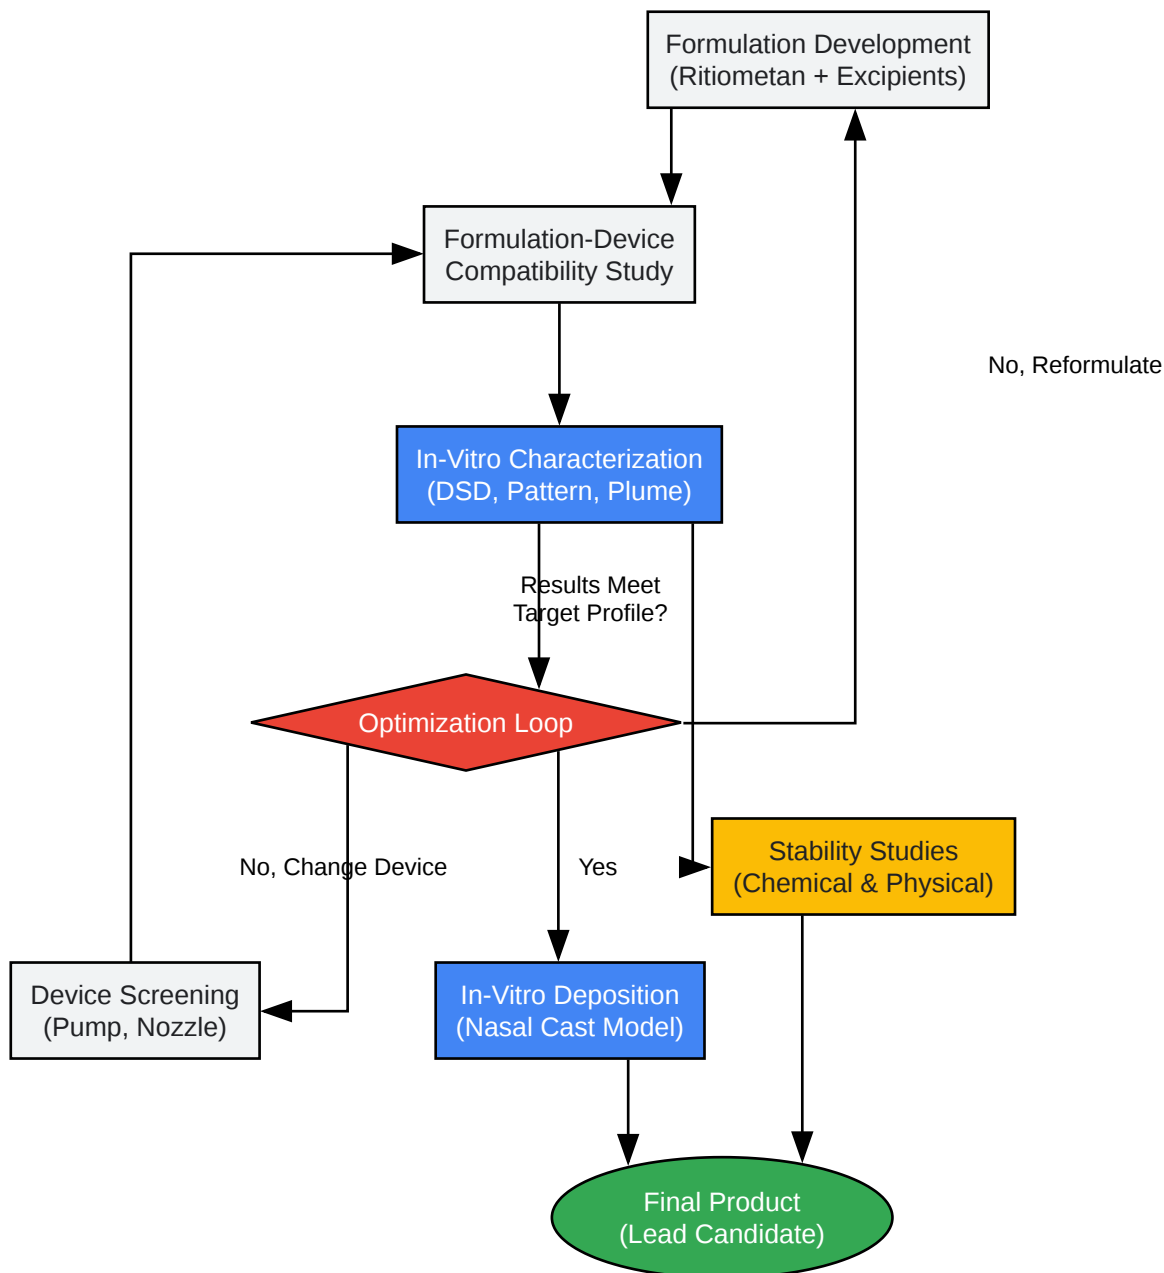 Formulation Development
(Ritiometan + Excipients)
Formulation-Device
Compatibility Study
No, Reformulate
In-Vitro Characterization
(DSD, Pattern, Plume)
Results Meet
Target Profile?
Optimization Loop
No, Change Device
Yes
Stability Studies
(Chemical & Physical)
Device Screening
(Pump, Nozzle)
In-Vitro Deposition
(Nasal Cast Model)
Final Product
(Lead Candidate)